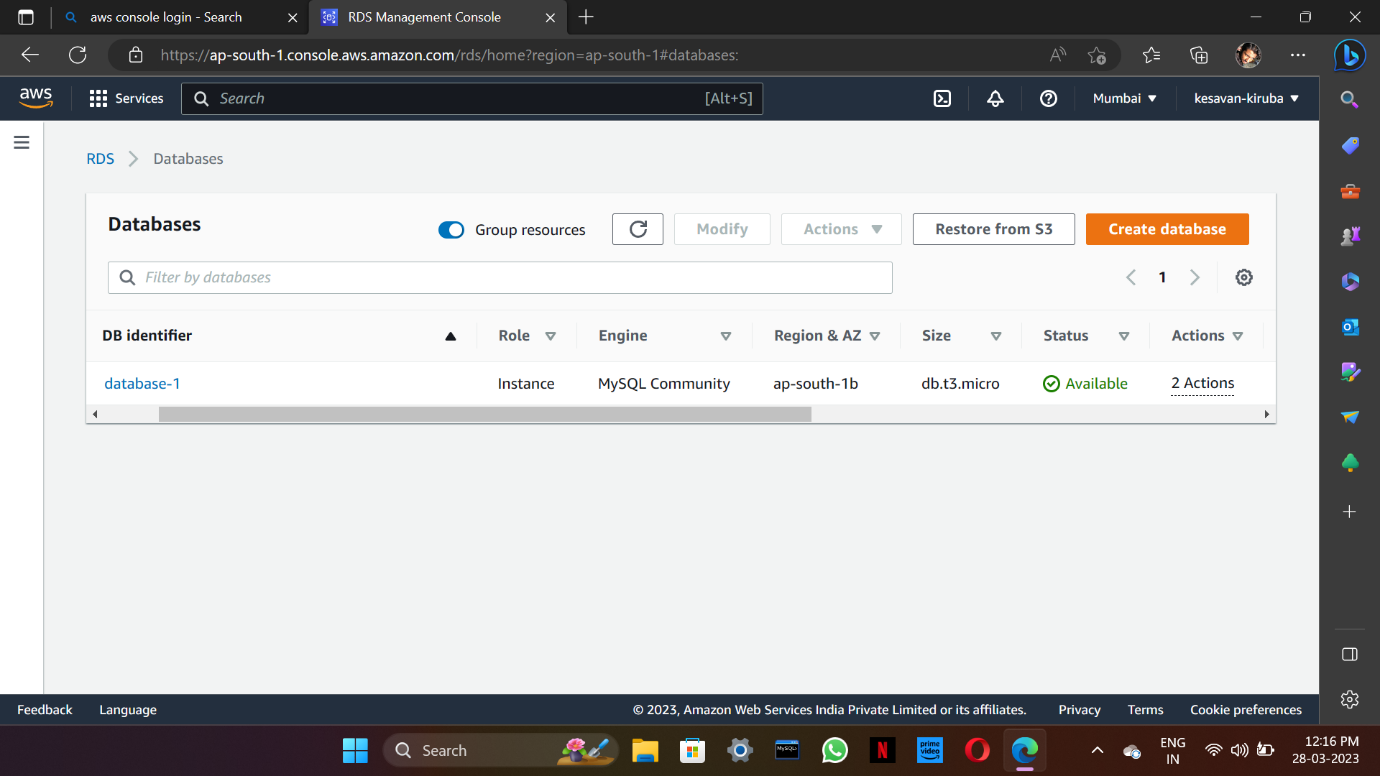 aws console login - Search
RDS Management Console
https://ap-south-1.console.aws.amazon.com/rds/home?region=ap-south-1#databases:
aws
Services
Search
[Alt+S]
Mumbai
kesavan-kiruba
RDS
Databases
Databases
Group resources
Modify
Actions
Restore from S3
Create database
Filter by databases
1
DB identifier
Role
Engine
Region & AZ
Size
Status
Actions
database-1
Instance
MySQL Community
ap-south-1b
db.t3.micro
Available
2 Actions
Feedback
Language
© 2023, Amazon Web Services India Private Limited or its affiliates.
Privacy
Terms
Cookie preferences
Search
MySQL
N
prime
video
ENG
IN
12:16 PM
28-03-2023